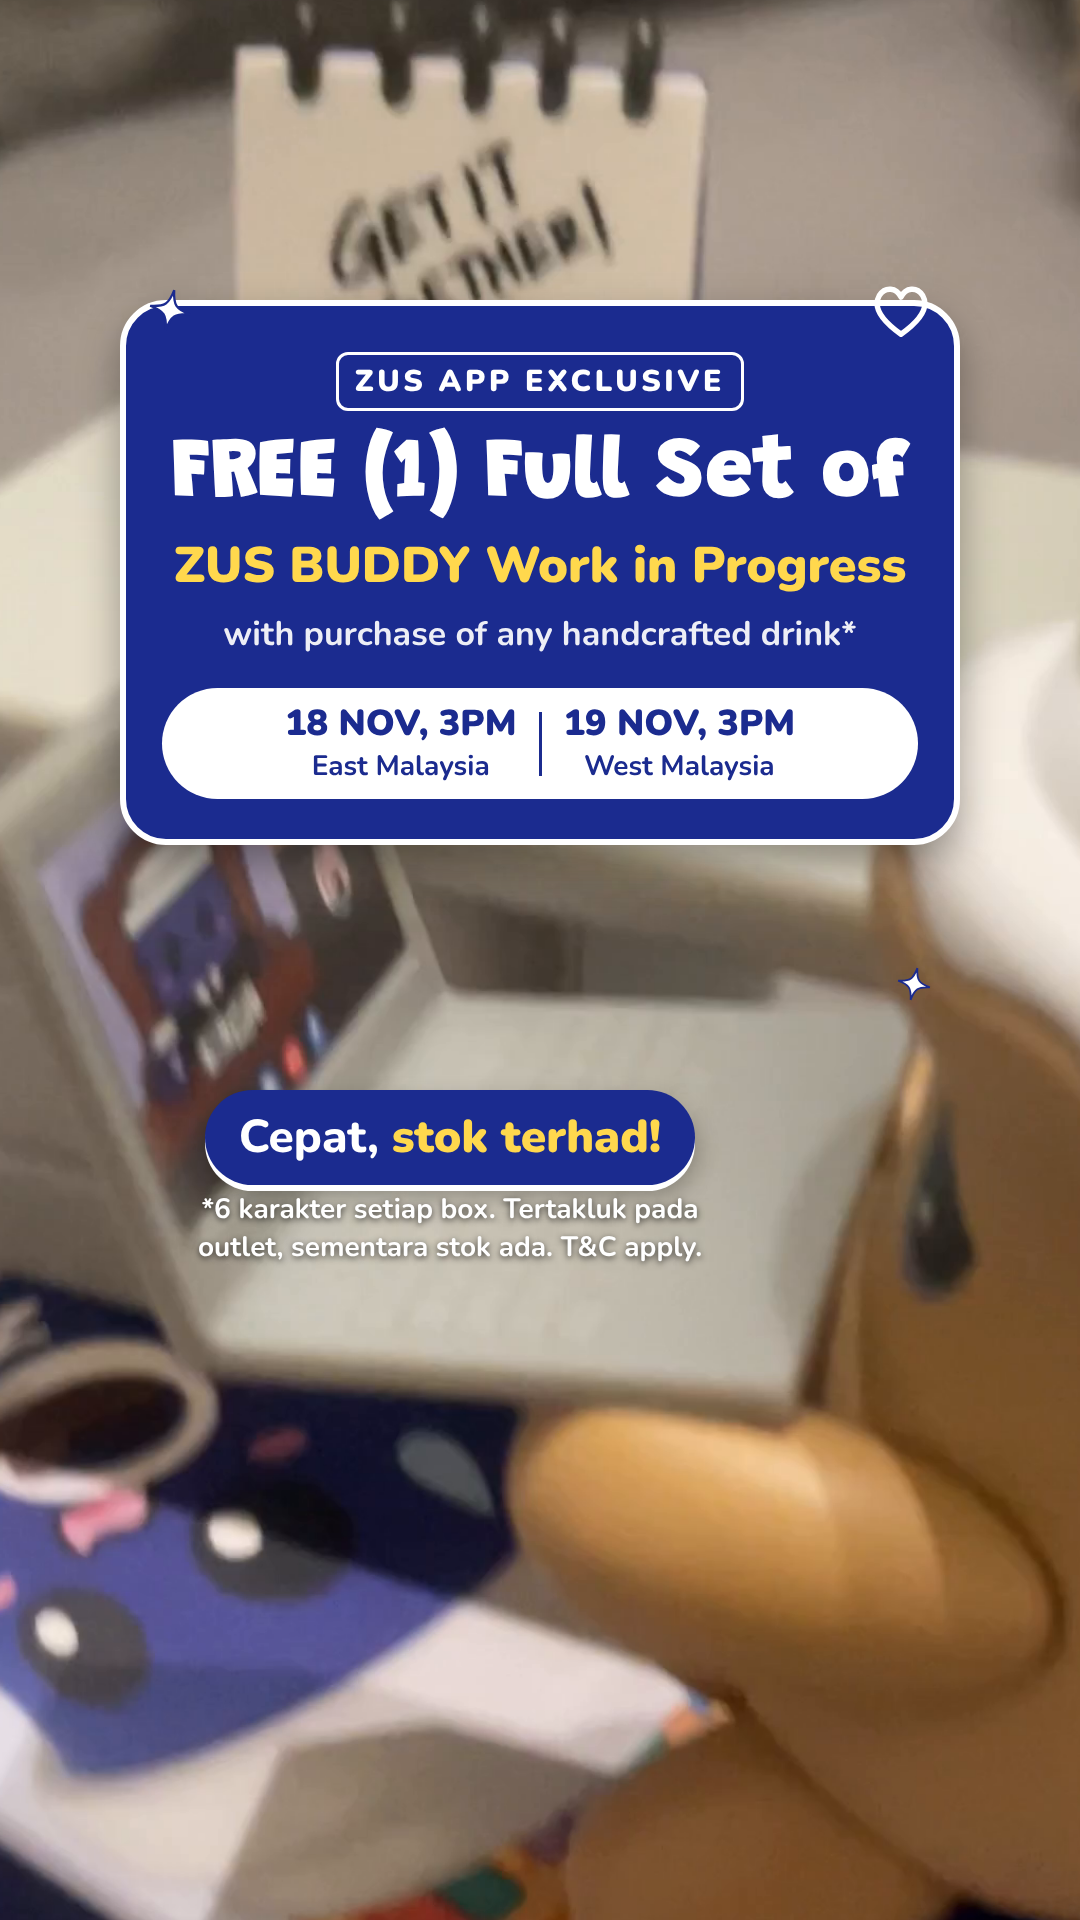 GET IT
ZUS APP EXCLUSIVE
FREE (1) Full Set of
ZUS BUDDY Work in Progress
with purchase of any handcrafted drink*
18 NOV, 3PM
East Malaysia
19 NOV, 3PM
West Malaysia
Cepat, stok terhad!
*6 karakter setiap box. Tertakluk pada
outlet, sementara stok ada. T&C apply.